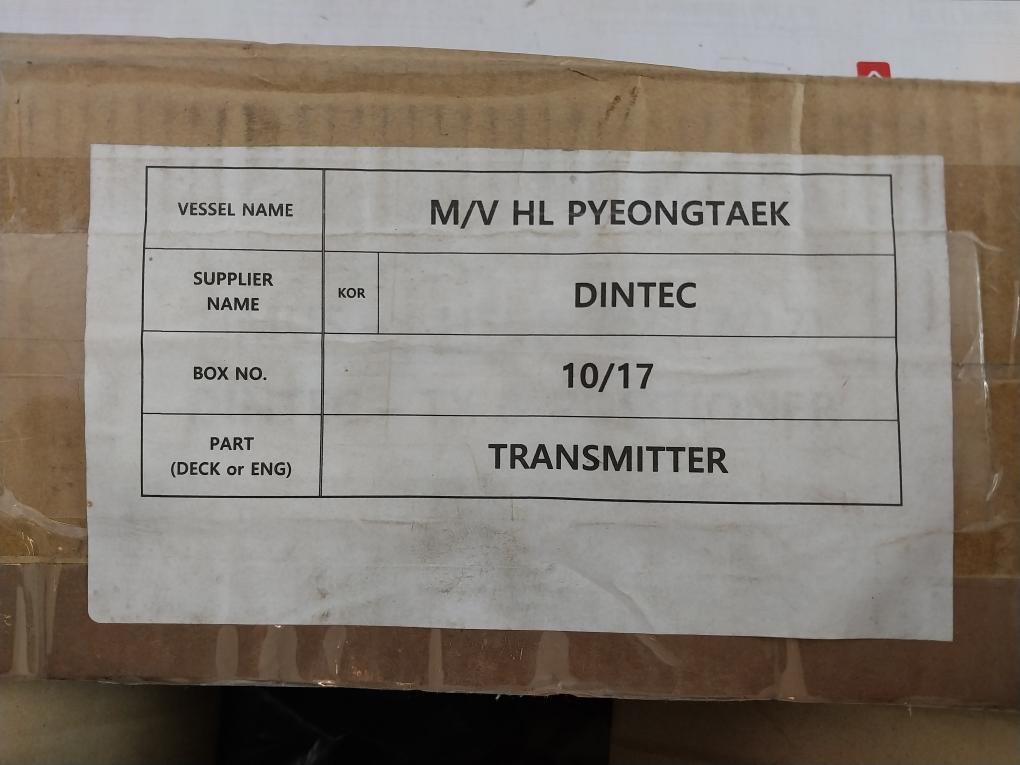 VESSEL NAME
M/V HL PYEONGTAEK
SUPPLIER
NAME
KOR
DINTEC
BOX NO.
10/17
PART
(DECK or ENG)
TRANSMITTER